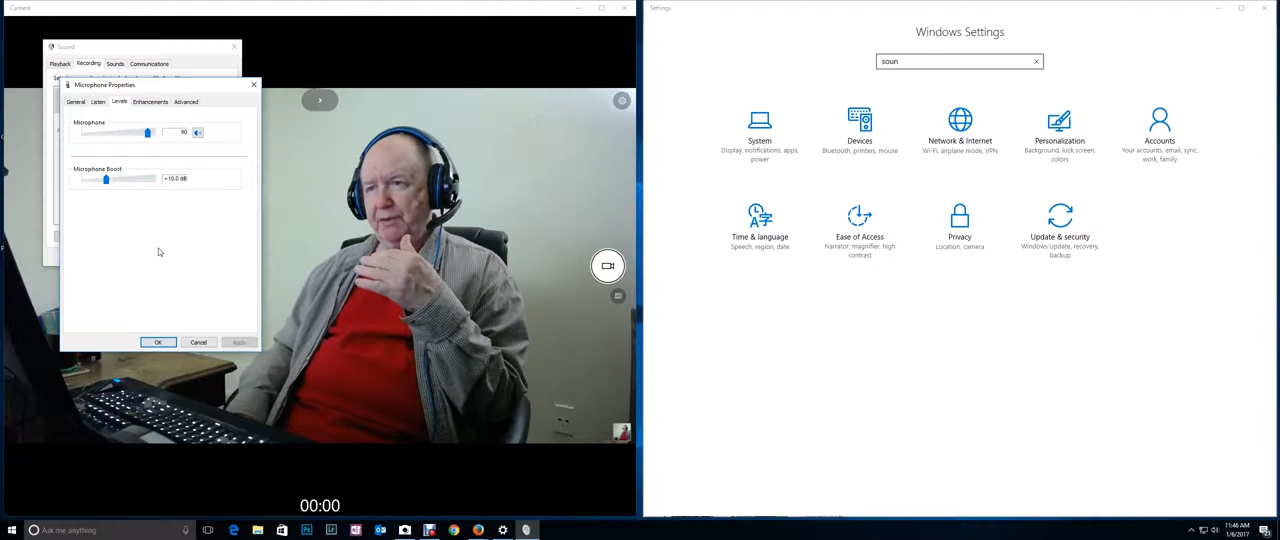 Camera
Sound
Playback
Recording
Sounds
Communications
Microphone Properties
General
Listen
Levels
Enhancements
Advanced
Microphone
90
Microphone Boost
+10.0 dB
OK
Cancel
Apply
00:00
Settings
Windows Settings
soun
System
Display, notifications, apps,
power
Devices
Bluetooth, printers, mouse
Network & Internet
Wi-Fi, airplane mode, VPN
Personalization
Background, lock screen,
colors
Accounts
Your accounts, email, sync,
work, family
Time & language
Speech, region, date
Ease of Access
Narrator, magnifier, high
contrast
Privacy
Location, camera
Update & security
Windows Update, recovery,
backup
Ask me anything
Ps
Lr
11:46 AM
1/6/2017